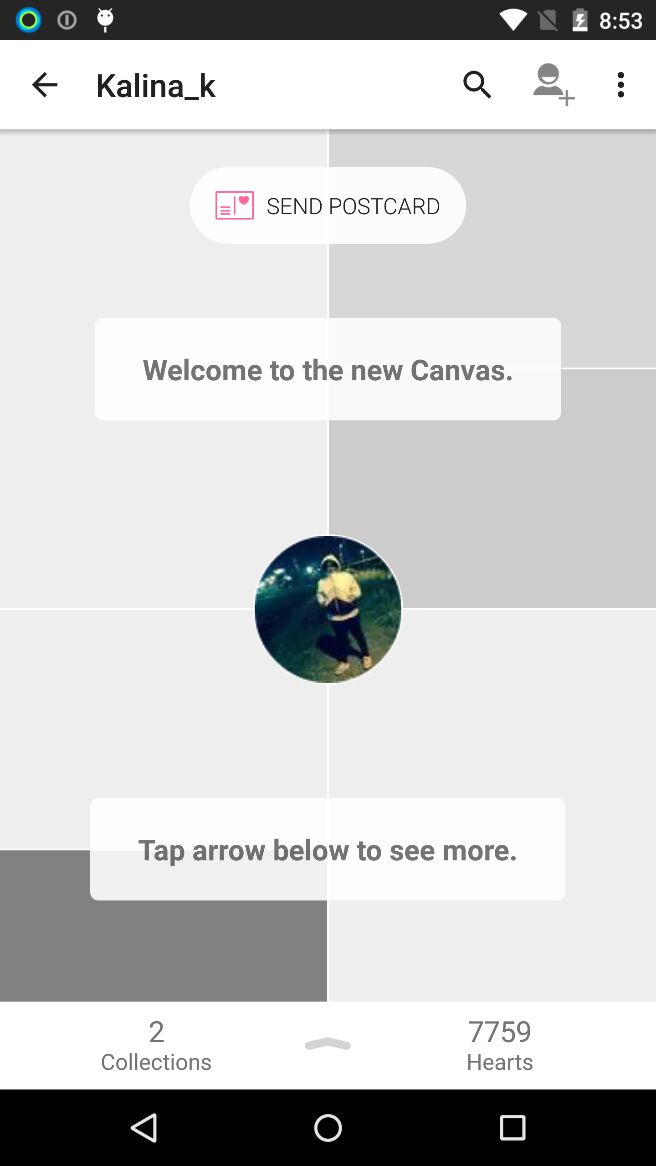 8:53
Kalina_k
SEND POSTCARD
Welcome to the new Canvas.
Tap arrow below to see more.
2
Collections
7759
Hearts